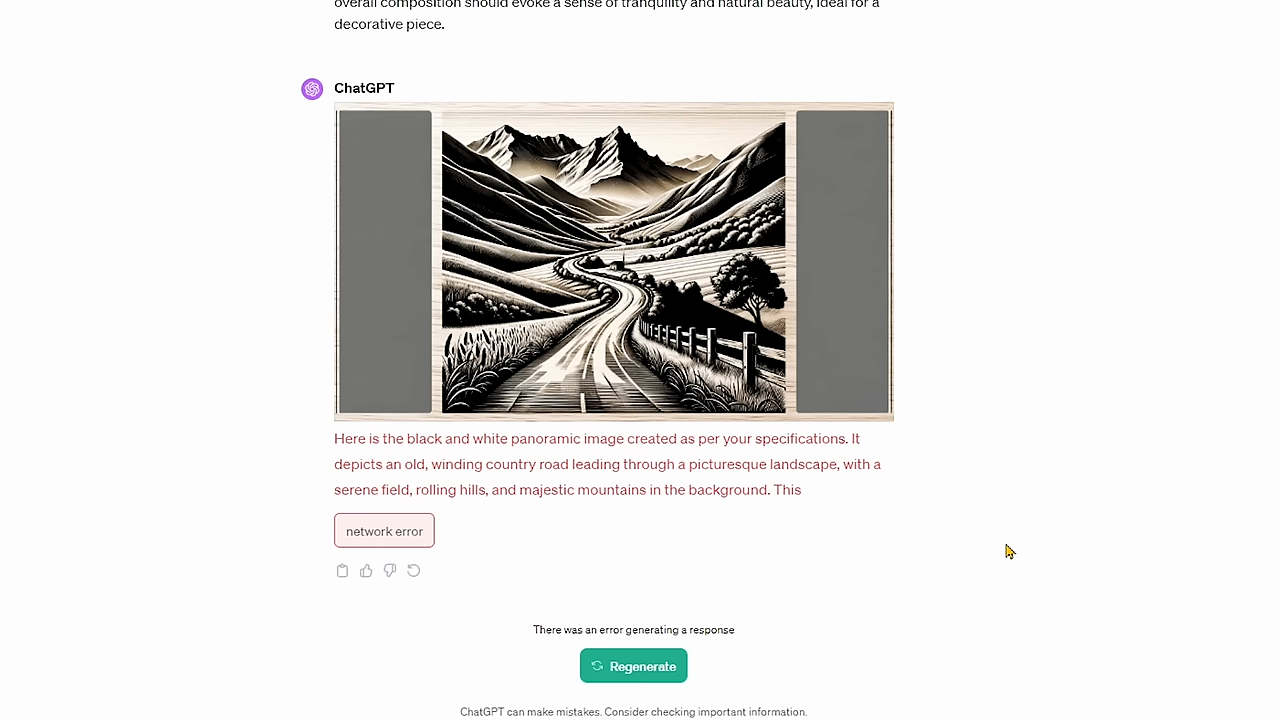 overall composition should evoke a sense of tranquility and natural beauty, ideal for a
decorative piece.
ChatGPT
Here is the black and white panoramic image created as per your specifications. It
depicts an old, winding country road leading through a picturesque landscape, with a
serene field, rolling hills, and majestic mountains in the background. This
network error
There was an error generating a response
Regenerate
ChatGPT can make mistakes. Consider checking important information.